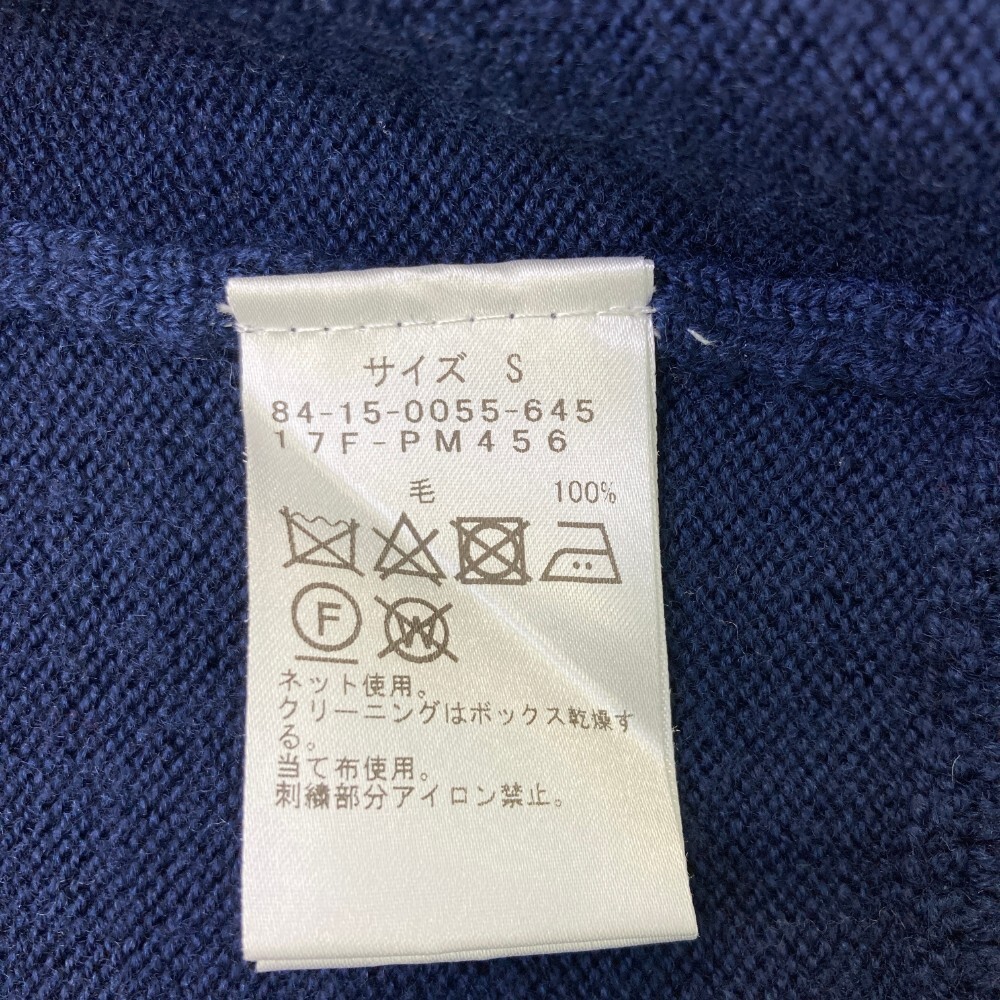 サイズ S
84-15-0055-645
17F-PM456
毛 100%
F W
ネット使用。
クリーニングはボックス乾燥す
る。
当て布使用。
刺繍部分アイロン禁止。